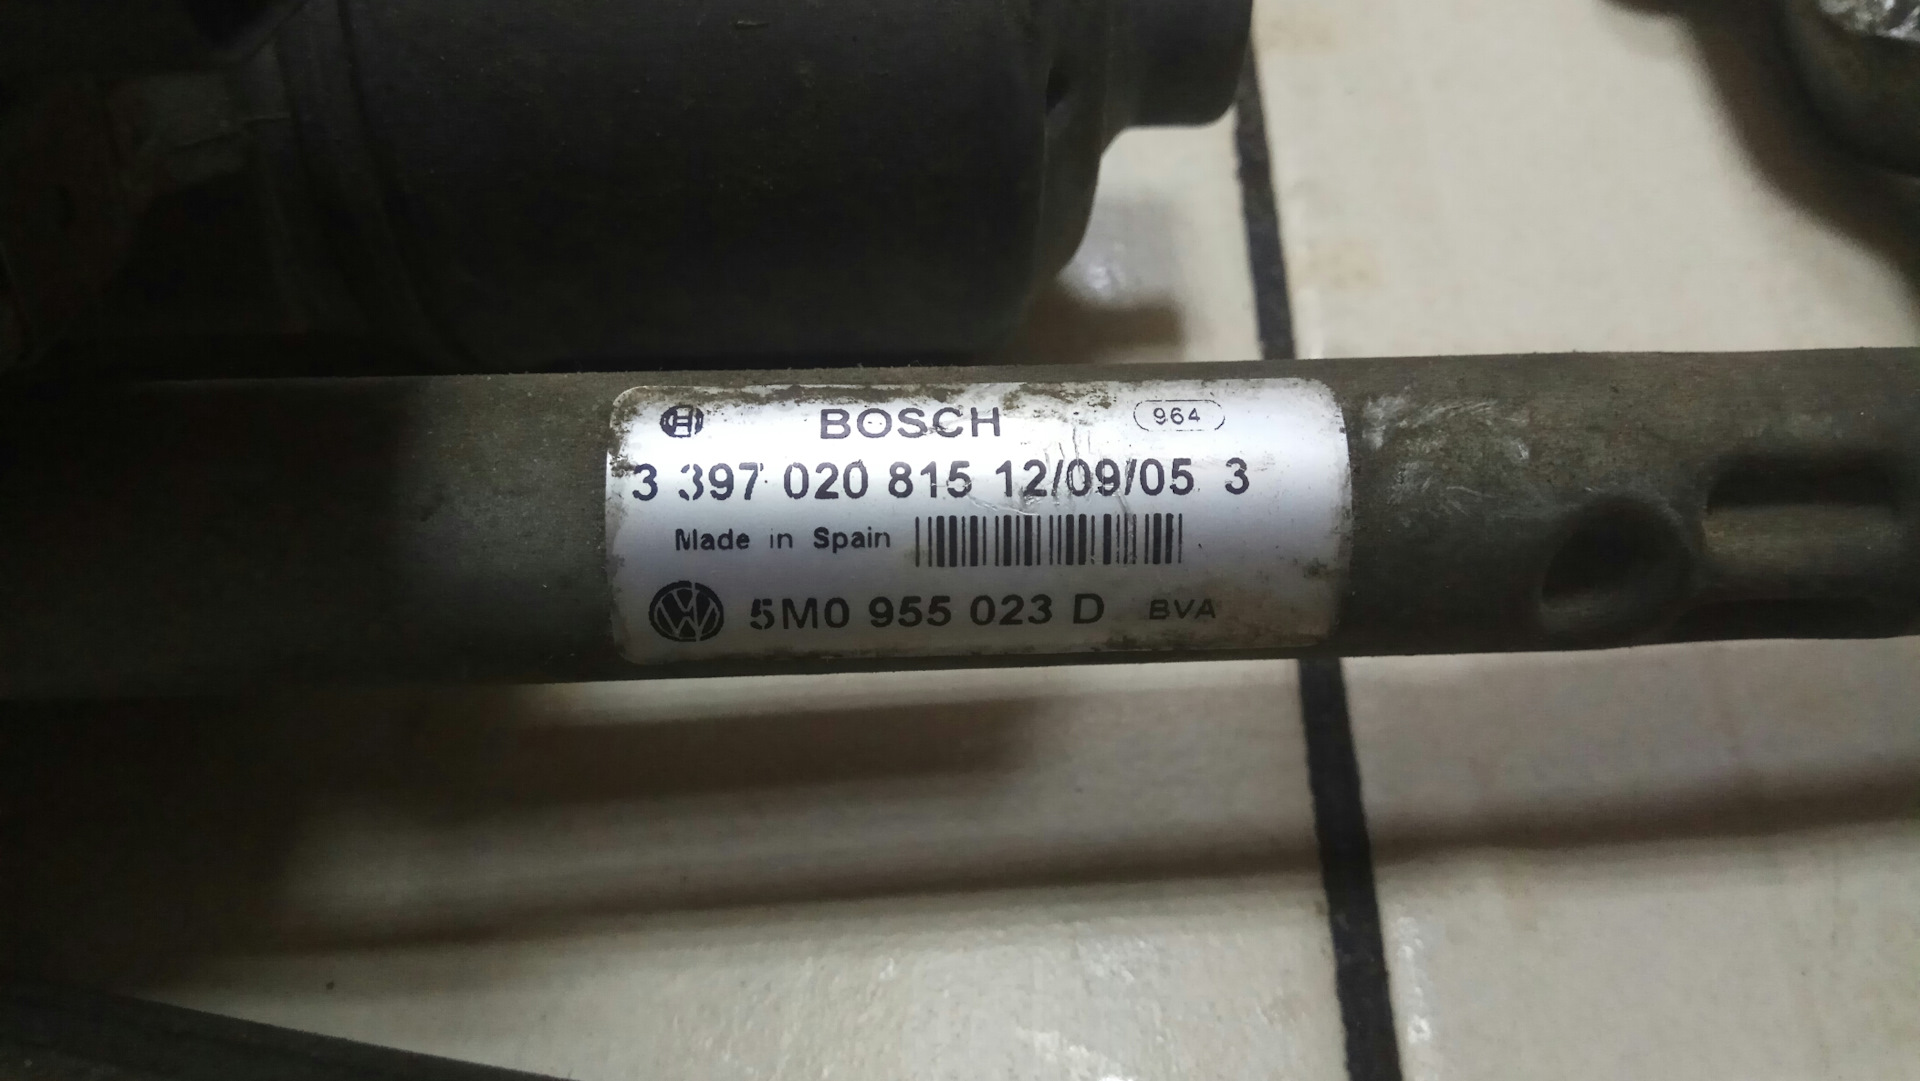 BOSCH 964
3 397 020 815 12/09/05 3
Made in Spain
5M0 955 023 D BVA